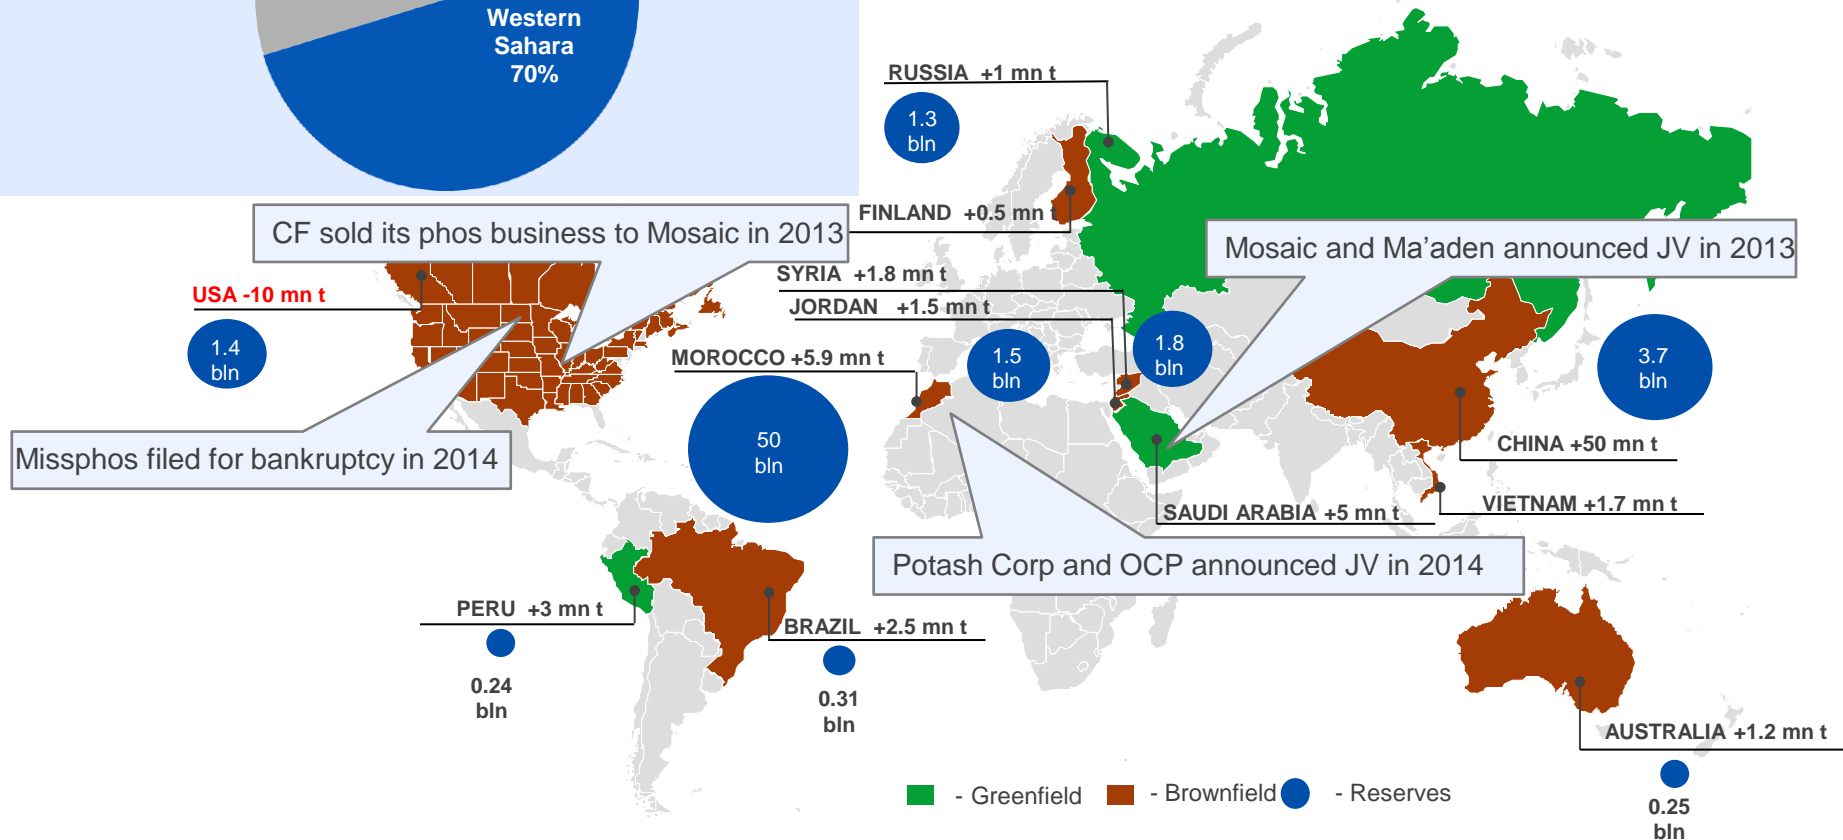 Western
Sahara
70%
RUSSIA +1 mn t
1.3
bln
FINLAND +0.5 mn t
CF sold its phos business to Mosaic in 2013
Mosaic and Ma’aden announced JV in 2013
SYRIA +1.8 mn t
USA -10 mn t
JORDAN +1.5 mn t
1.4
bln
MOROCCO +5.9 mn t
1.5
bln
1.8
bln
3.7
bln
Missphos filed for bankruptcy in 2014
50
bln
CHINA +50 mn t
SAUDI ARABIA +5 mn t
VIETNAM +1.7 mn t
Potash Corp and OCP announced JV in 2014
PERU +3 mn t
BRAZIL +2.5 mn t
0.24
bln
0.31
bln
AUSTRALIA +1.2 mn t
- Greenfield
- Brownfield
- Reserves
0.25
bln